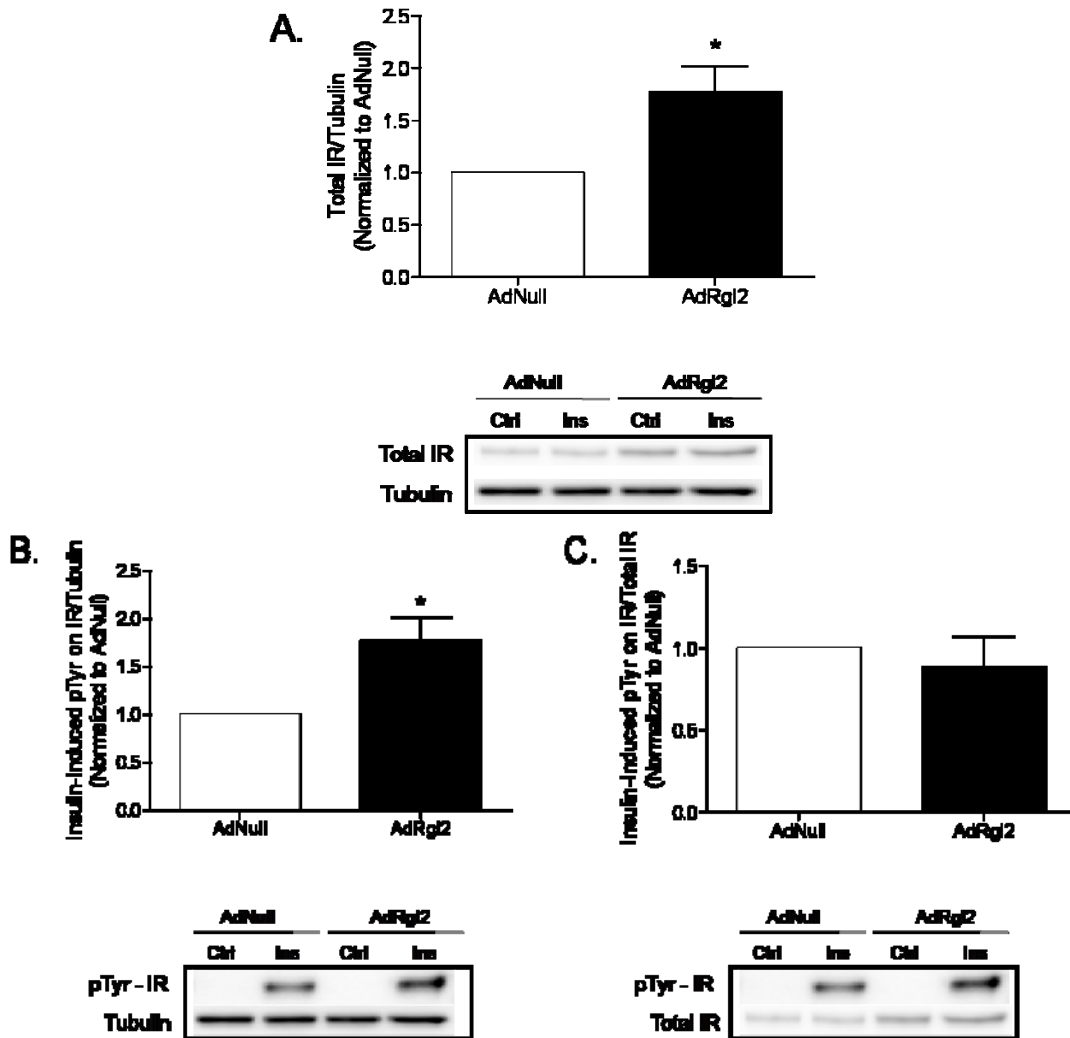 A.
Total IR/Tubulin
(Normalized to AdNull)
2.5
2.0
1.5
1.0
0.5
0.0
*
AdNull
AdRgl2
AdNull AdRgl2
Ctrl Ins Ctrl Ins
Total IR
Tubulin
B.
Insulin-Induced pTyr on IR/Tubulin
(Normalized to AdNull)
2.5
2.0
1.5
1.0
0.5
0.0
*
AdNull
AdRgl2
AdNull AdRgl2
Ctrl Ins Ctrl Ins
pTyr - IR
Tubulin
C.
Insulin-Induced pTyr on IR/Total IR
(Normalized to AdNull)
1.5
1.0
0.5
0.0
AdNull
AdRgl2
AdNull AdRgl2
Ctrl Ins Ctrl Ins
pTyr - IR
Total IR